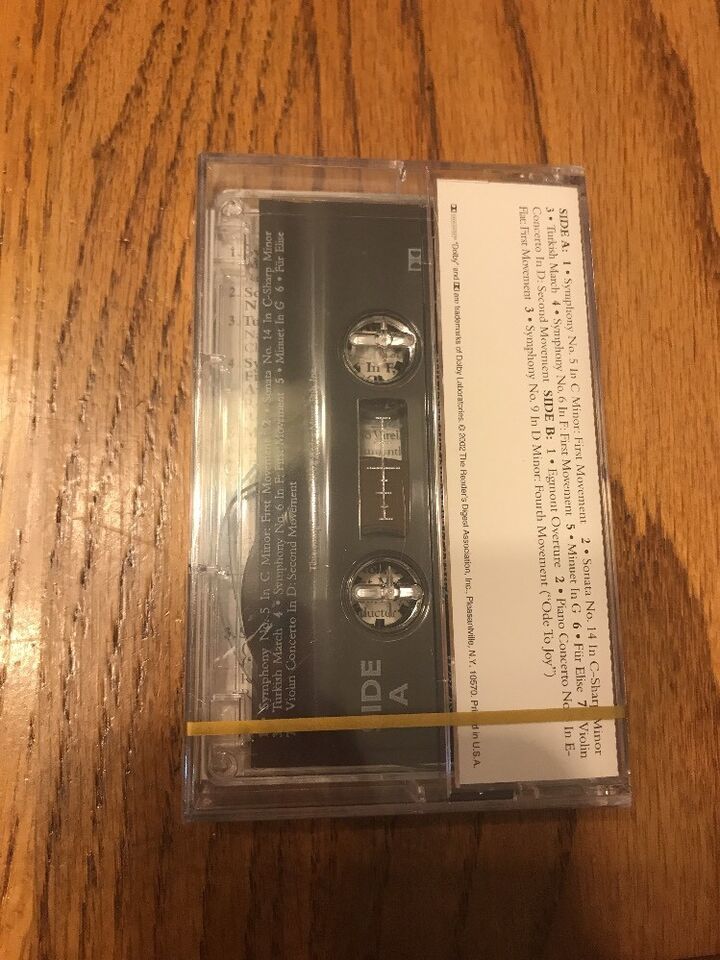 SIDE A: 1 • Symphony No. 5 In C Minor: First Movement 2 • Sonata No. 14 In C-Sharp Minor
3 • Turkish March 4 • Symphony No. 6 In F: First Movement 5 • Minuet In G 6 • Für Elise 7 Violin
Concerto In D: Second Movement SIDE B: 1 • Egmont Overture 2 • Piano Concerto No. In E-
Flat: First Movement 3 • Symphony No. 9 In D Minor: Fourth Movement ("Ode To Joy")
"Dolby" and are trademarks of Dolby Laboratories. © 2002 The Reader's Digest Association, Inc., Pleasantville, N.Y. 10570. Printed in U.S.A.
SIDE
A
In F
Symphony No. 5 In C Minor: First Movement 2 • Sonata No. 14 In C-Sharp Minor
Turkish March 4 • Symphony No. 6 In F: First Movement 5 • Minuet In G 6 • Für Elise
Violin Concerto In D: Second Movement
1.
2.
3.